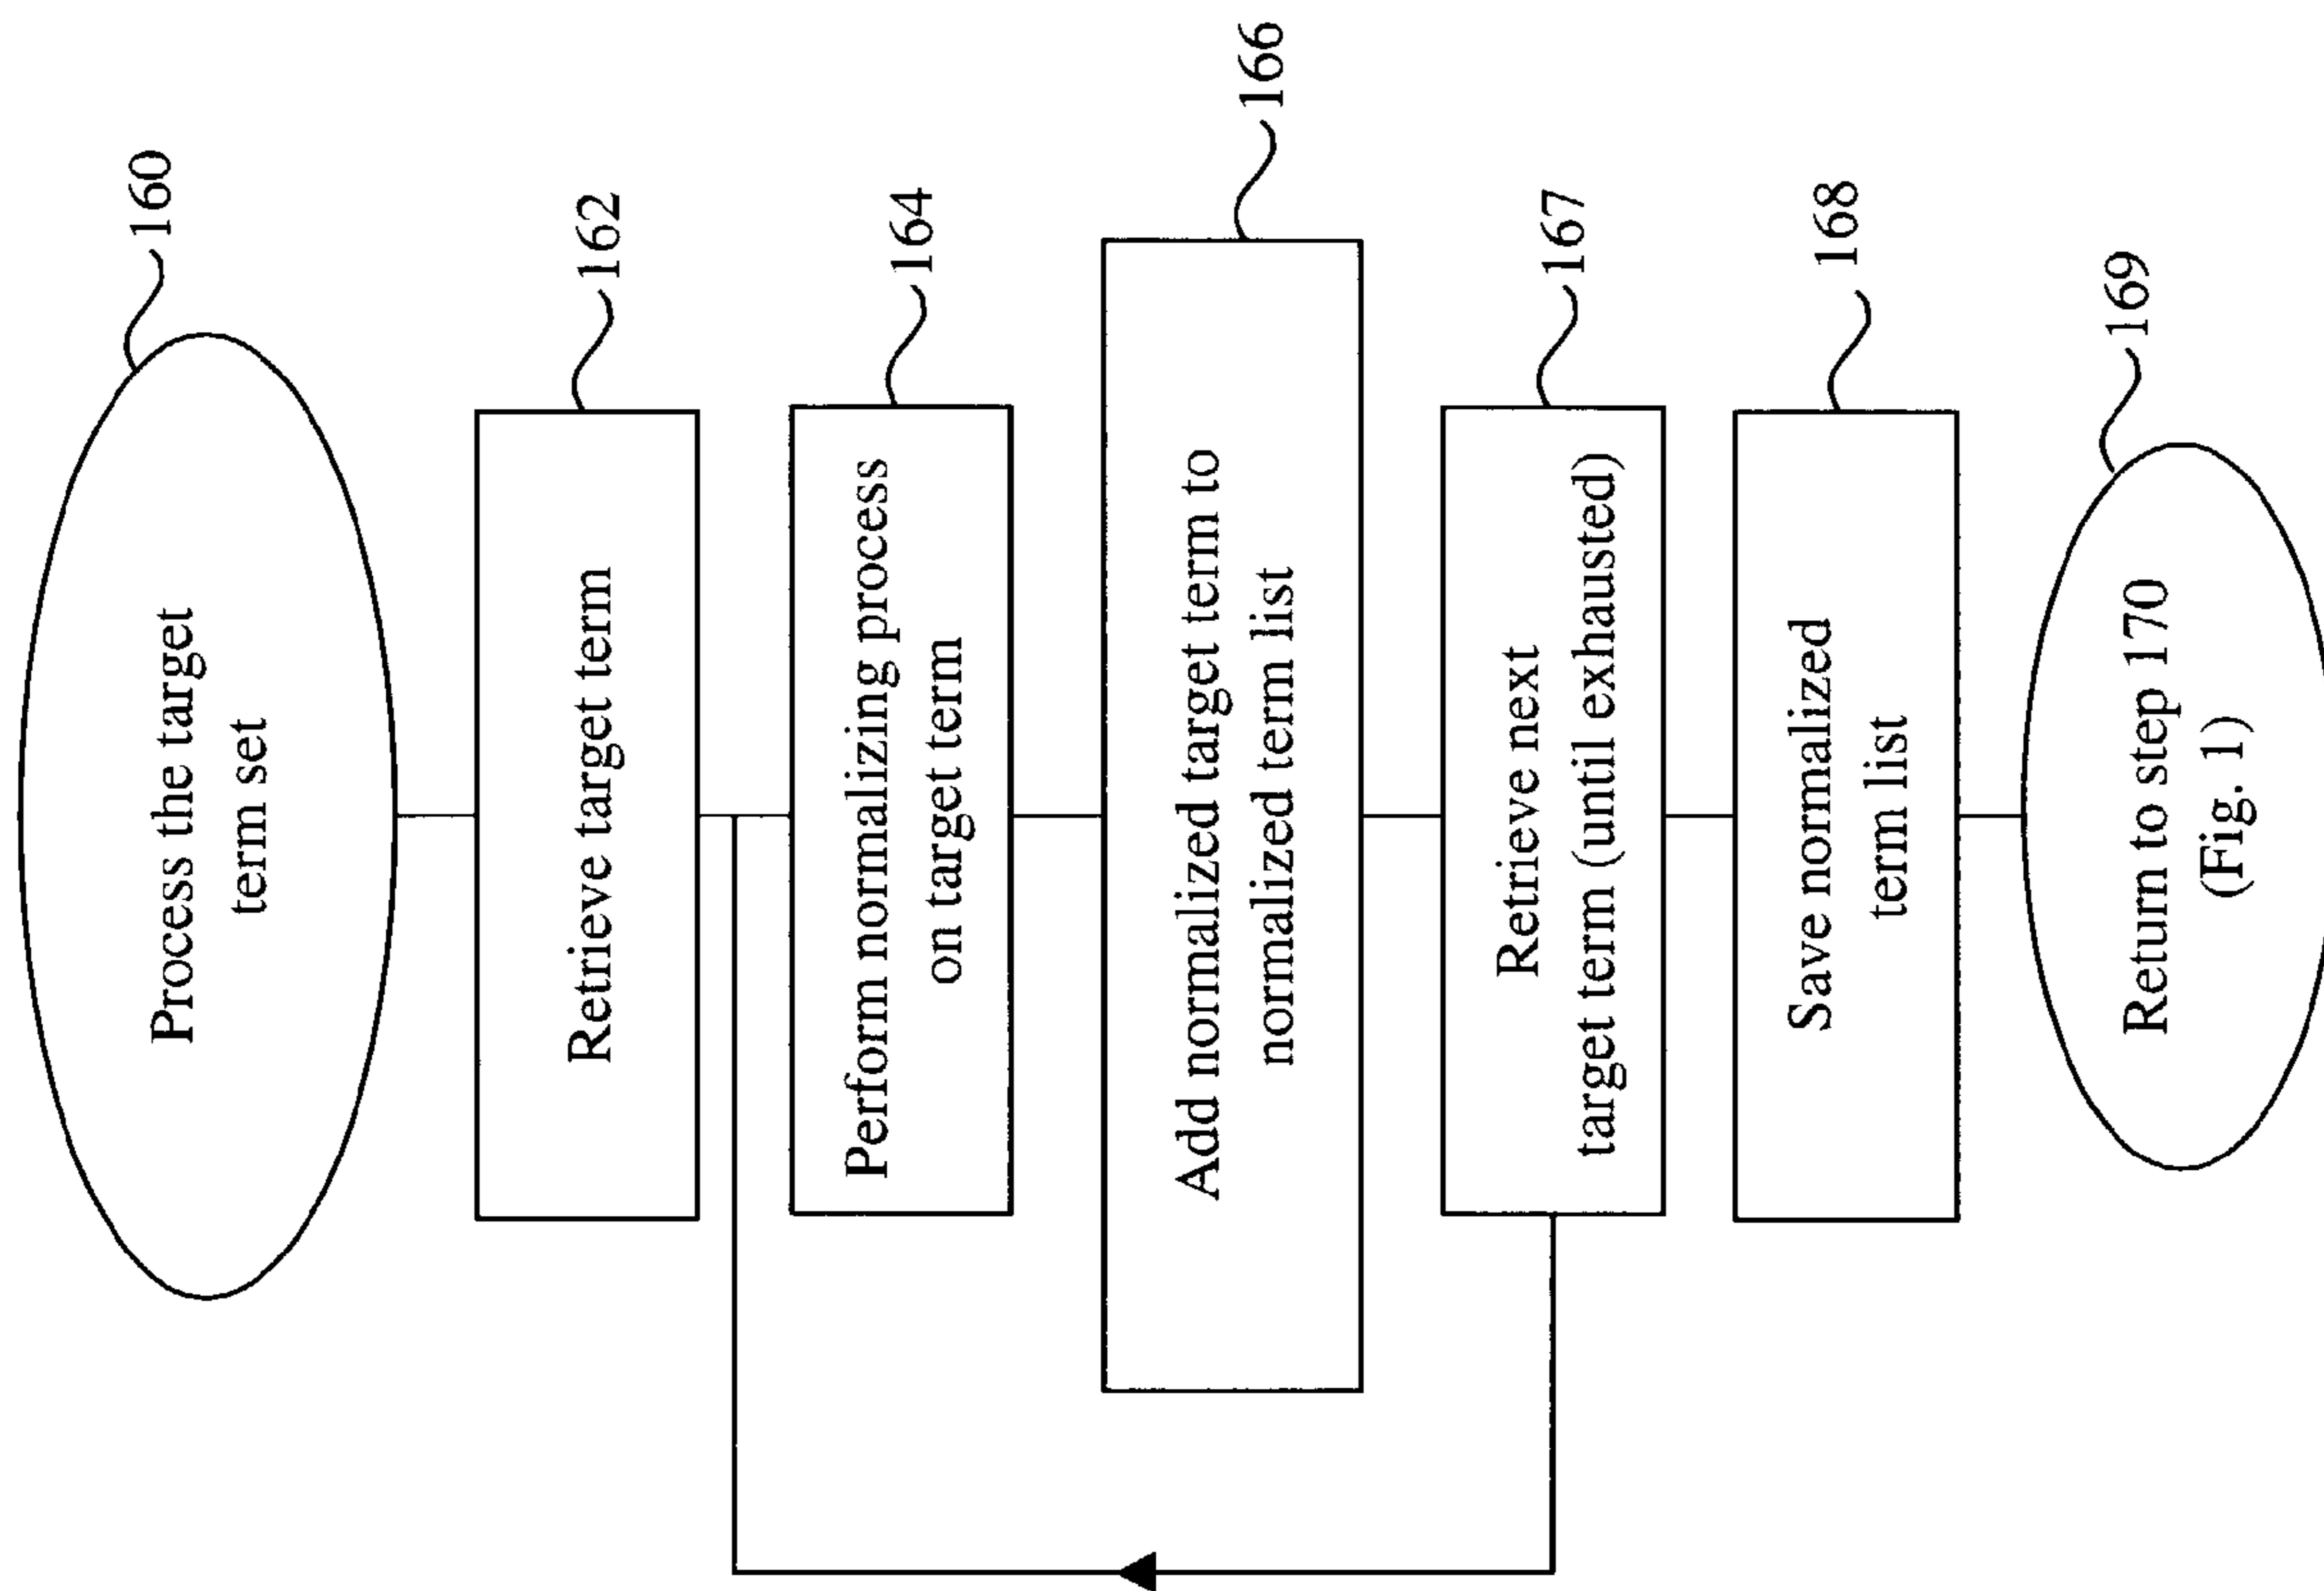 Process the target
term set
160
Retrieve target term
162
Perform normalizing process
on target term
164
Add normalized target term to
normalized term list
166
Retrieve next
target term (until exhausted)
167
Save normalized
term list
168
Return to step 170
(Fig. 1)
169